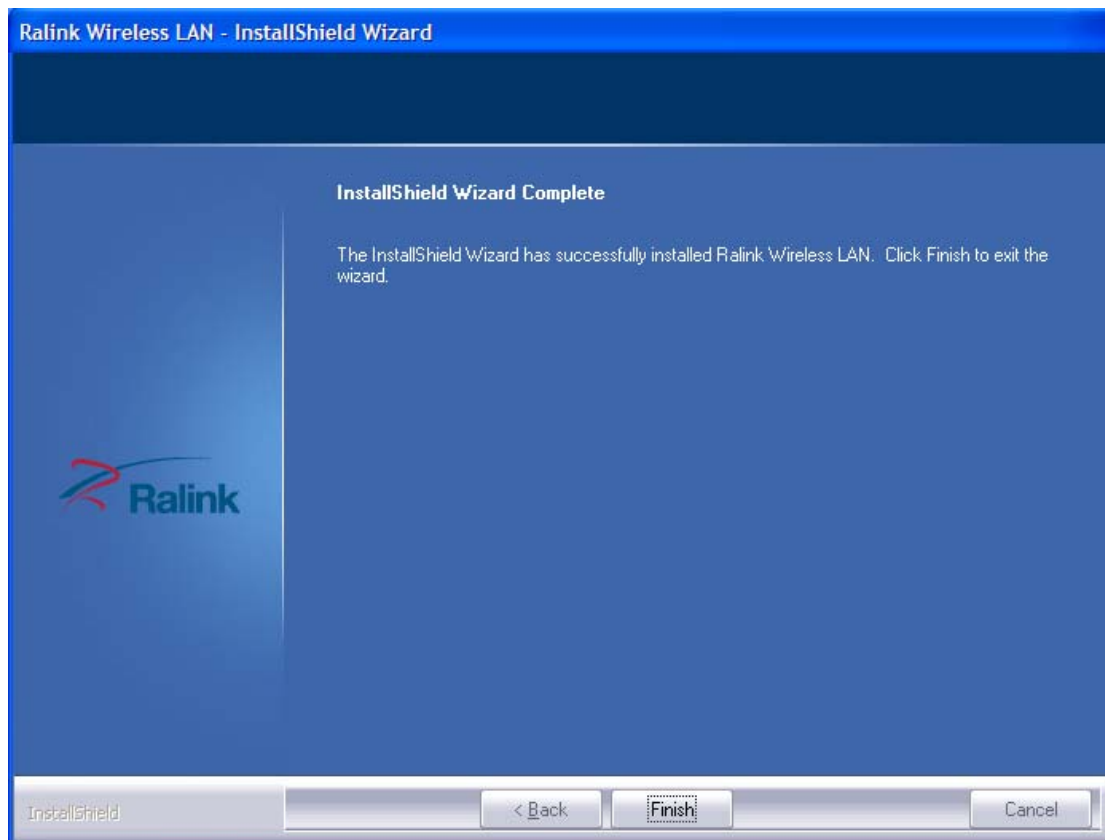 Ralink Wireless LAN - InstallShield Wizard
InstallShield Wizard Complete
The InstallShield Wizard has successfully installed Ralink Wireless LAN. Click Finish to exit the
wizard.
Ralink
InstallShield
< Back
Finish
Cancel